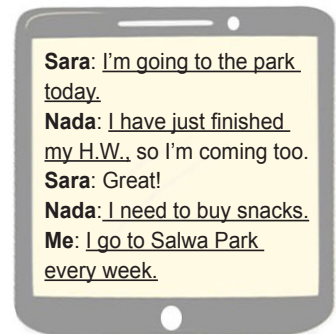 Sara: I'm going to the park
today.
Nada: I have just finished
my H.W., so I'm coming too.
Sara: Great!
Nada: I need to buy snacks.
Me: I go to Salwa Park
every week.